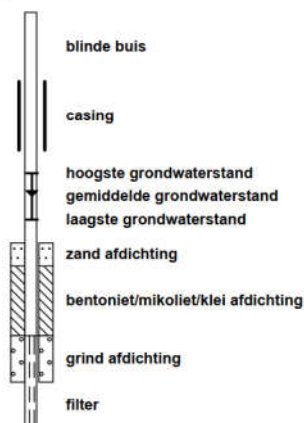 blinde buis
casing
hoogste grondwaterstand
gemiddelde grondwaterstand
laagste grondwaterstand
zand afdichting
bentoniet/mikoliet/klei afdichting
grind afdichting
filter